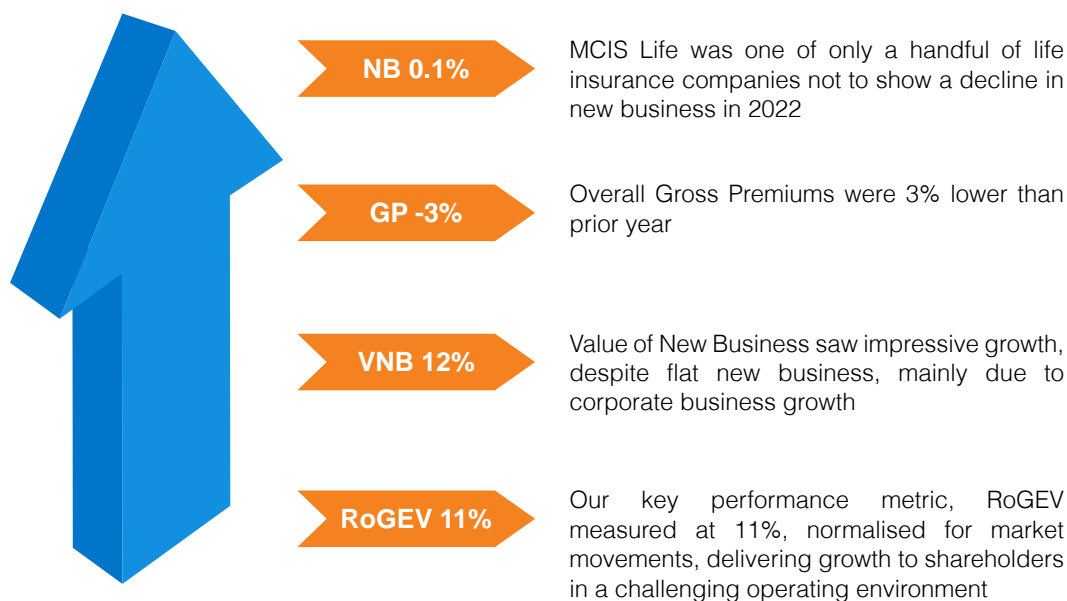 NB 0.1%
MCIS Life was one of only a handful of life
insurance companies not to show a decline in
new business in 2022
GP -3%
Overall Gross Premiums were 3% lower than
prior year
VNB 12%
Value of New Business saw impressive growth,
despite flat new business, mainly due to
corporate business growth
RoGEV 11%
Our key performance metric, RoGEV
measured at 11%, normalised for market
movements, delivering growth to shareholders
in a challenging operating environment